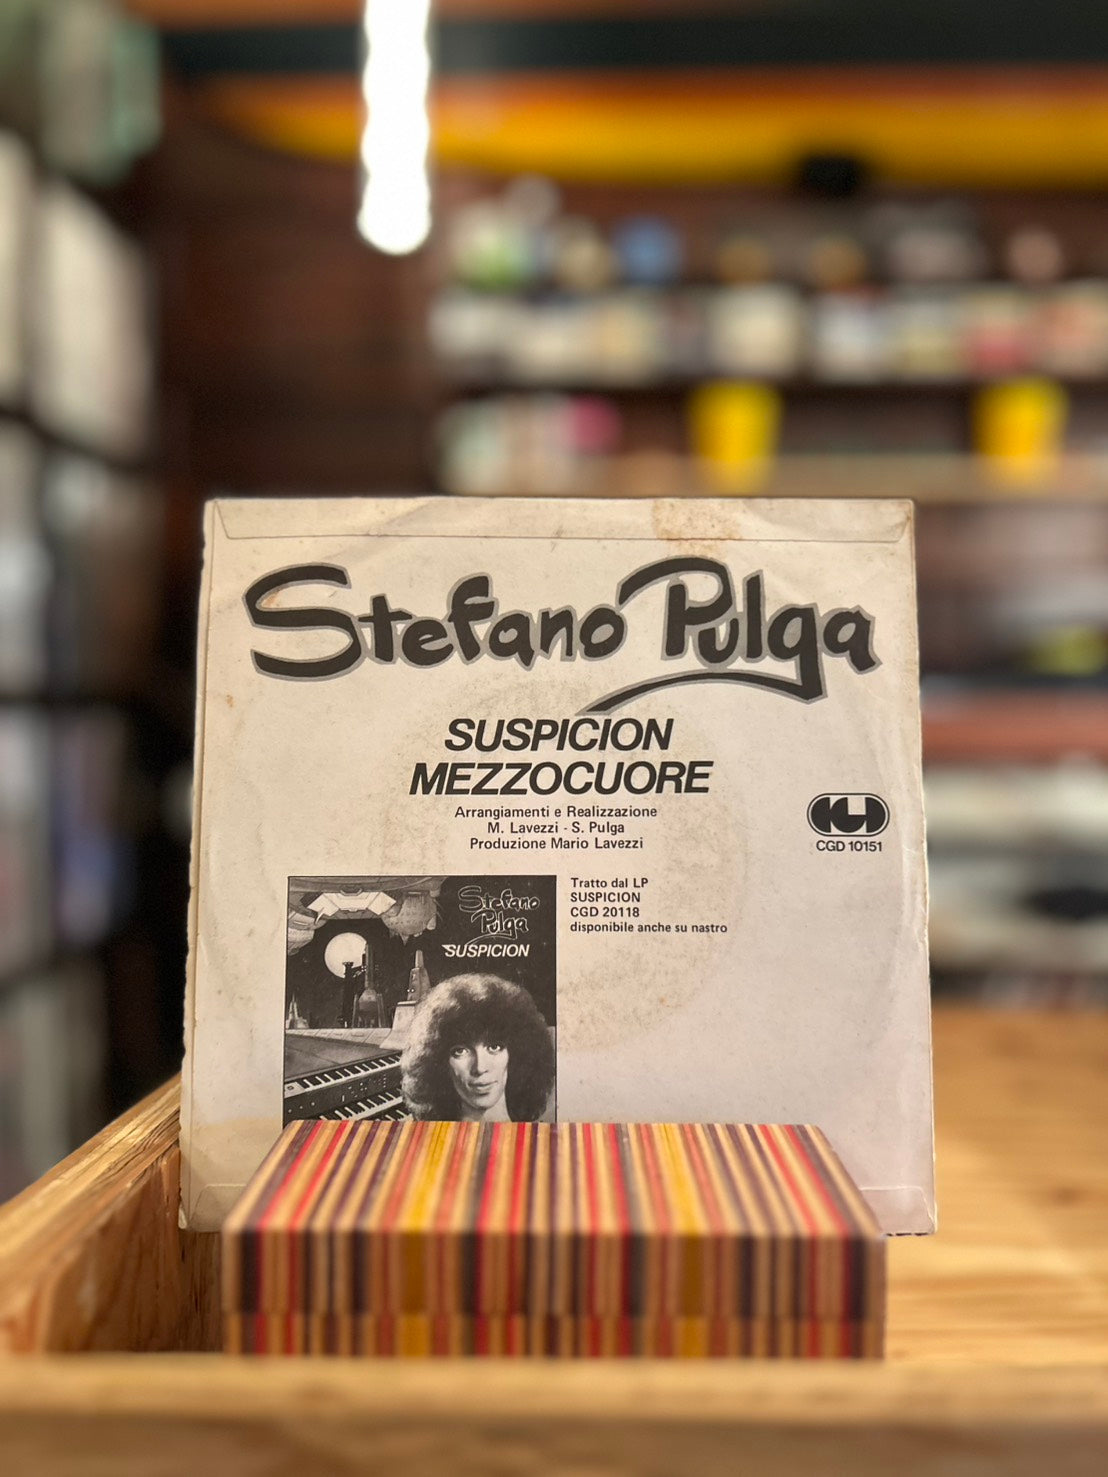 Stefano Pulga
SUSPICION
MEZZOCUORE
Arrangiamenti e Realizzazione
M. Lavezzi - S. Pulga
Produzione Mario Lavezzi
CGD 10151
Tratto dal LP
SUSPICION
CGD 20118
disponibile anche su nastro
Stefano
Pulga
SUSPICION